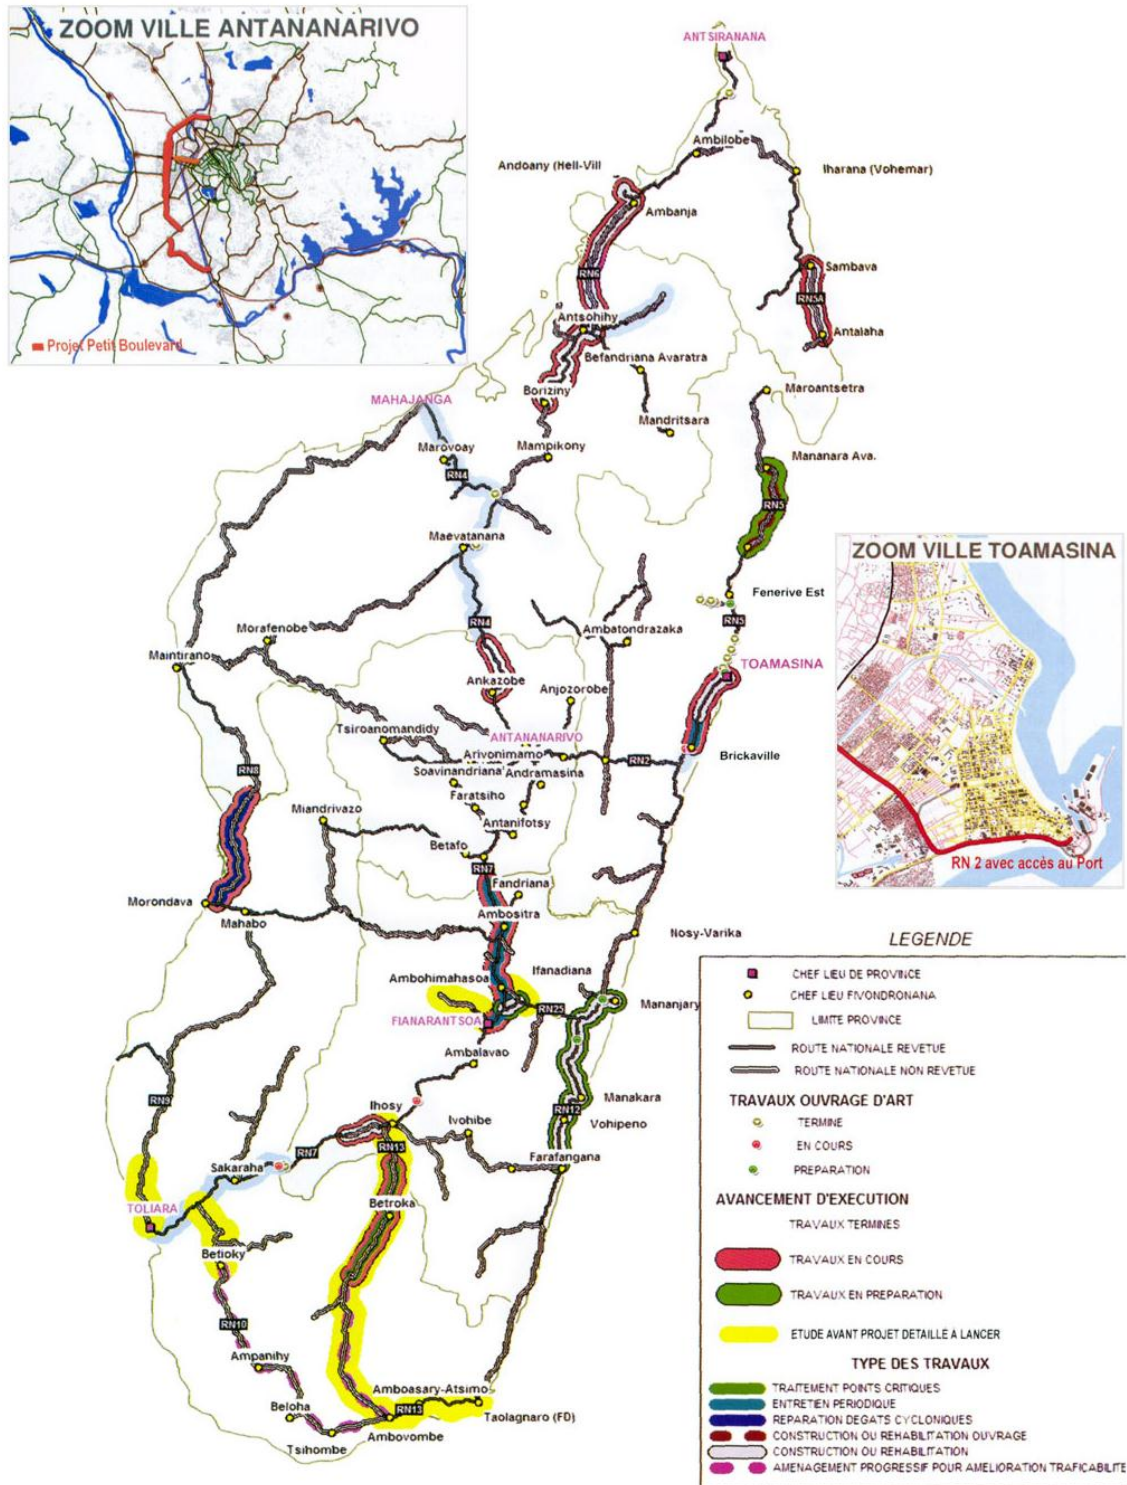 ZOOM VILLE ANTANANARIVO
Projet Petit Boulevard
ANTSIRANANA
Ambilobe
Andoany (Hell-Vill
Iharana (Vohemar)
Ambanja
RN6
Sambava
RN5A
Antsohihy
Antalaha
Befandriana Avaratra
Boriziny
Maroantsetra
MAHAJANGA
Mandritsara
Marovoay
Mampikony
Mananara Ava.
RN4
RN5
Maevatanana
ZOOM VILLE TOAMASINA
RN 2 avec accès au Port
Fenerive Est
RN4
RN5
Morafenobe
Ambatondrazaka
Maintirano
TOAMASINA
Ankazobe
Anjozorobe
Tsiroanomandidy
ANTANANARIVO
Arivonimamo
RN2
Brickaville
RN8
Soavinandriana
Andramasina
Faratsiho
Miandrivazo
Antanifotsy
Betafo
RN7
Fandriana
Morondava
Mahabo
Ambositra
Nosy-Varika
Ambohimahasoa
Ifanadiana
FIANARANTSOA
RN25
Mananjary
Ambalavao
RN9
Ihosy
Ivohibe
Manakara
RN12
Vohipeno
RN7
RN13
Sakaraha
Farafangana
TOLIARA
Betroka
Betioky
RN10
Ampanihy
Amboasary-Atsimo
Beloha
RN13
Taolagnaro (FD)
Ambovombe
Tsihombe
LEGENDE
CHEF LIEU DE PROVINCE
CHEF LIEU FIVONDRONANA
LIMITE PROVINCE
ROUTE NATIONALE REVETUE
ROUTE NATIONALE NON REVETUE
TRAVAUX OUVRAGE D'ART
TERMINE
EN COURS
PREPARATION
AVANCEMENT D'EXECUTION
TRAVAUX TERMINES
TRAVAUX EN COURS
TRAVAUX EN PREPARATION
ETUDE AVANT PROJET DETAILLE À LANCER
TYPE DES TRAVAUX
TRAITEMENT POINTS CRITIQUES
ENTRETIEN PERIODIQUE
REPARATION DEGATS CYCLONIQUES
CONSTRUCTION OU REHABILITATION OUVRAGE
CONSTRUCTION OU REHABILITATION
AMENAGEMENT PROGRESSIF POUR AMELIORATION TRAFICABILITE